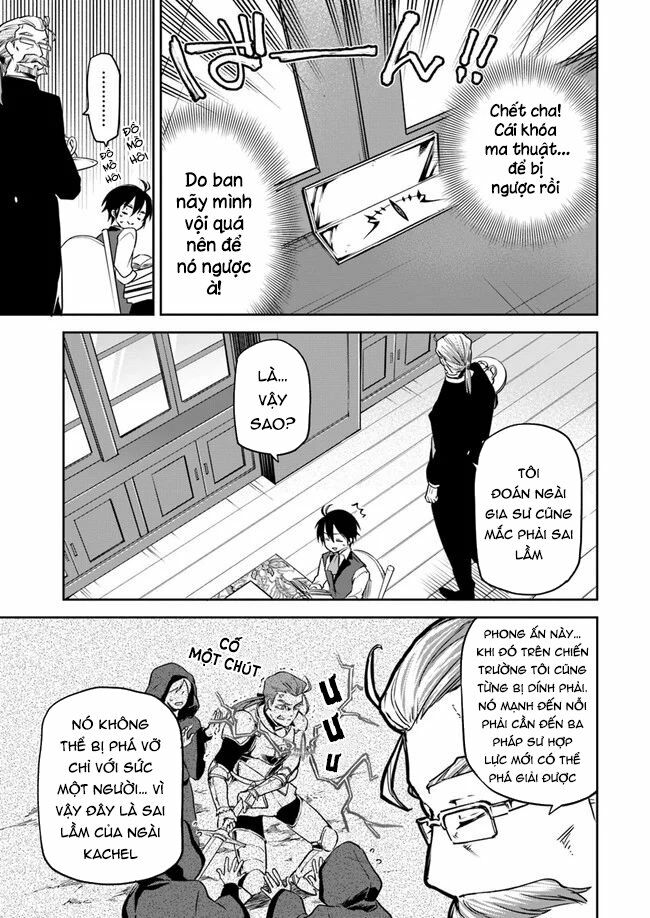 ばーん!!
Chết cha!
Cái khóa
ma thuật...
để bị
ngược rồi
Do ban
nãy mình
vội quá
nên để
nó ngược
à!
..........
ĐỔ
MỒ
HÔI
ĐỔ
MỒ
HÔI
LÀ...
VẬY
SAO?
TÔI
ĐOÁN NGÀI
GIA SƯ CŨNG
MẮC PHẢI SAI
LẦM
PHONG ẤN NÀY...
KHI ĐÓ TRÊN CHIẾN
TRƯỜNG TÔI CŨNG
TỪNG BỊ DÍNH PHẢI.
NÓ MẠNH ĐẾN NỖI
PHẢI CẦN ĐẾN BA
PHÁP SƯ HỢP
LỰC MỚI CÓ THỂ
PHÁ GIẢI ĐƯỢC
CỐ
MỘT CHÚT
Ư
ư
ư
NÓ KHÔNG
THỂ BỊ PHÁ VỠ
CHỈ VỚI SỨC
MỘT NGƯỜI... VÌ
VẬY ĐÂY LÀ SAI
LẦM CỦA NGÀI
KACHEL